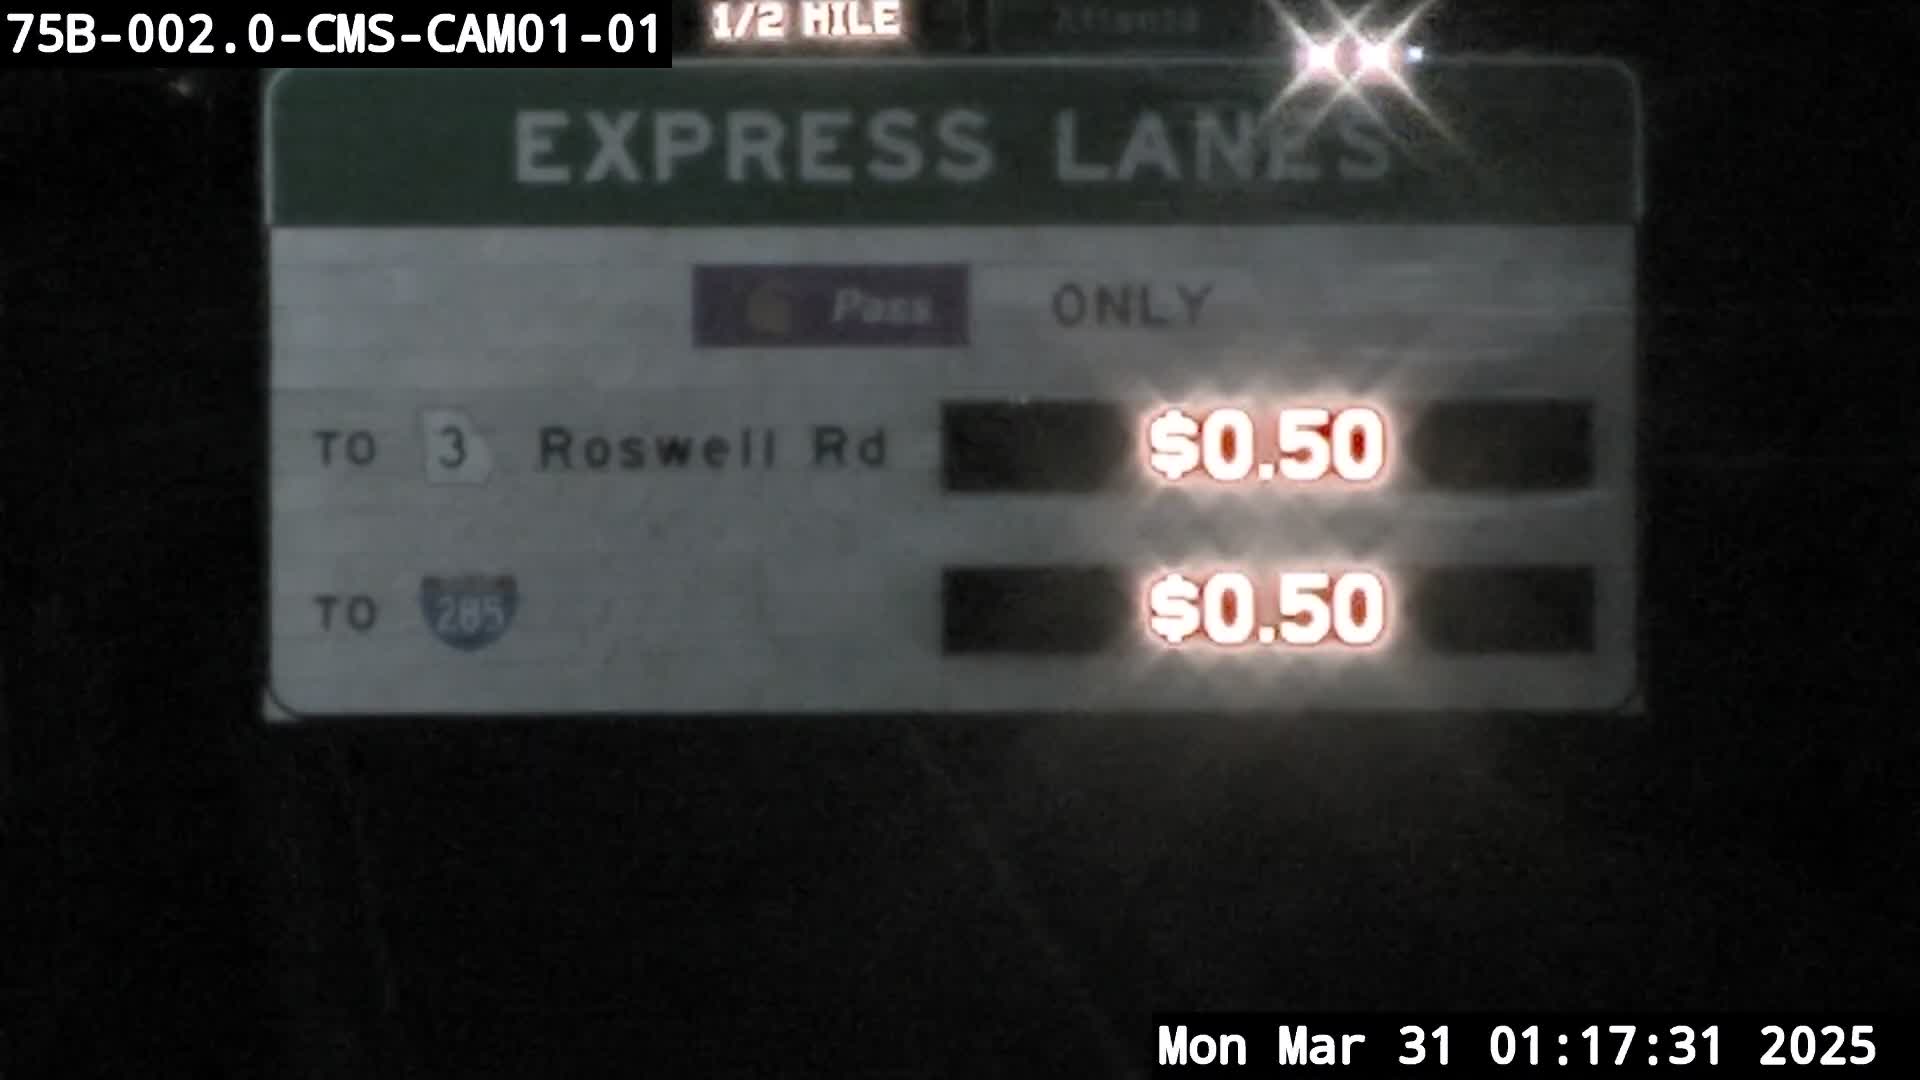 75B-002.0-CMS-CAM01-01
1/2 MILE
Atlanta
EXPRESS LANES
Pass ONLY
TO 3 Roswell Rd $0.50
TO 285 $0.50
Mon Mar 31 01:17:31 2025